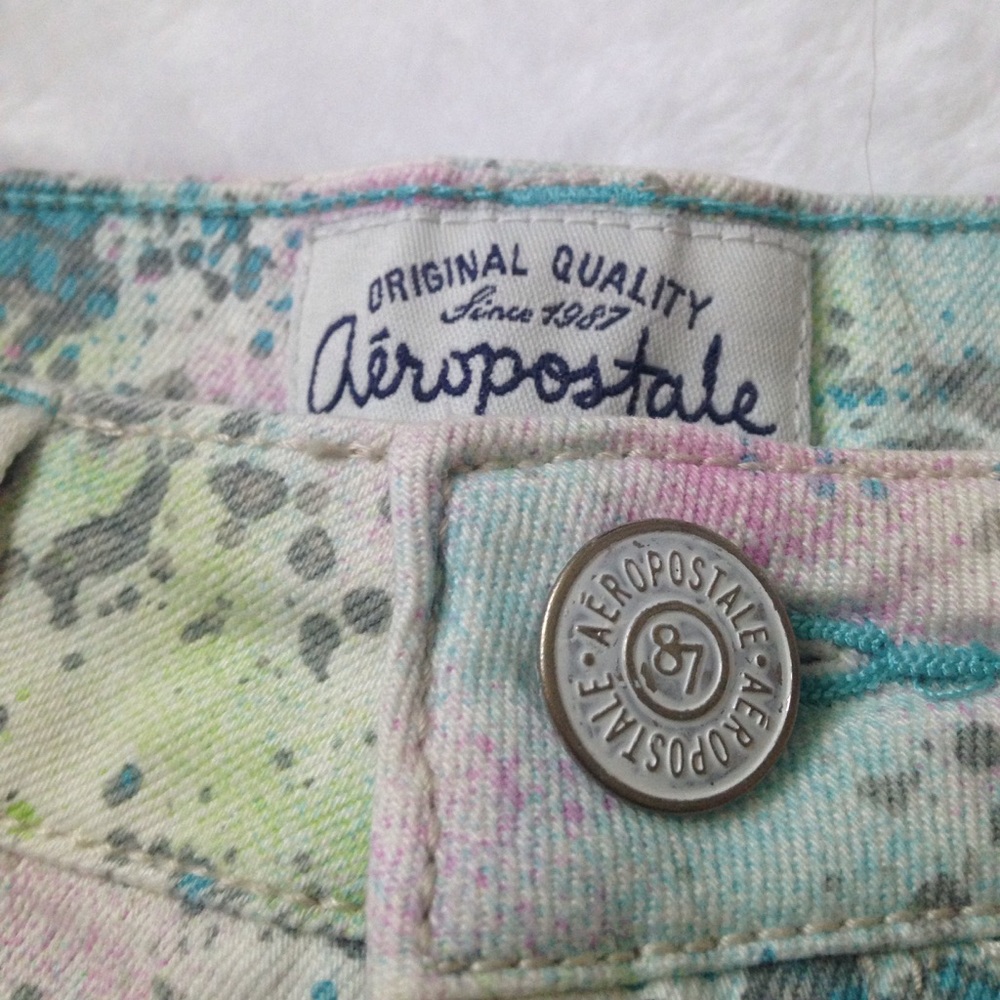 ORIGINAL QUALITY
Since 1987
Aéropostale
AÉROPOSTALE • AÉROPOSTALE •
87